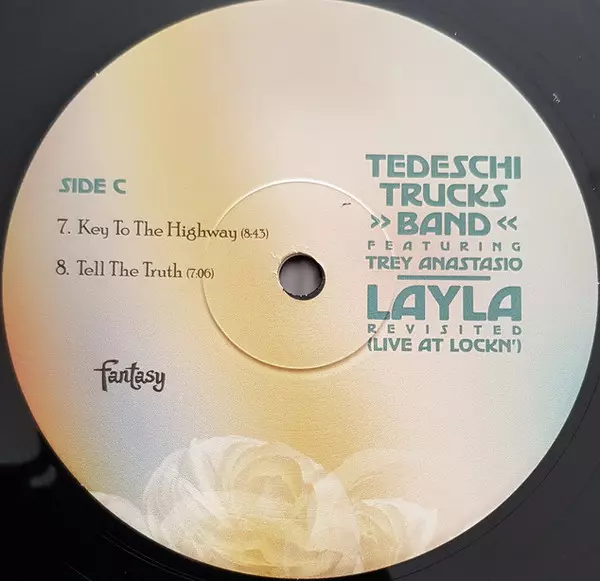 SIDE C
7. Key To The Highway (8:43)
8. Tell The Truth (7:06)
fantasy
TEDESCHI
TRUCKS
>> BAND <<
FEATURING
TREY ANASTASIO
LAYLA
REVISITED
(LIVE AT LOCKN')